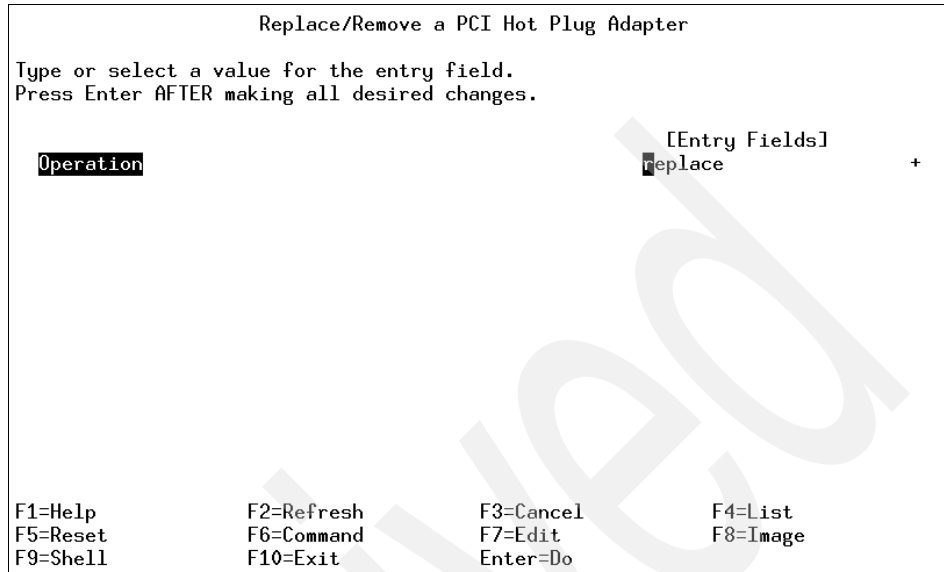 Replace/Remove a PCI Hot Plug Adapter
Type or select a value for the entry field.
Press Enter AFTER making all desired changes.
[Entry Fields]
Operation replace +
F1=Help F2=Refresh F3=Cancel F4=List
F5=Reset F6=Command F7=Edit F8=Image
F9=Shell F10=Exit Enter=Do
ived